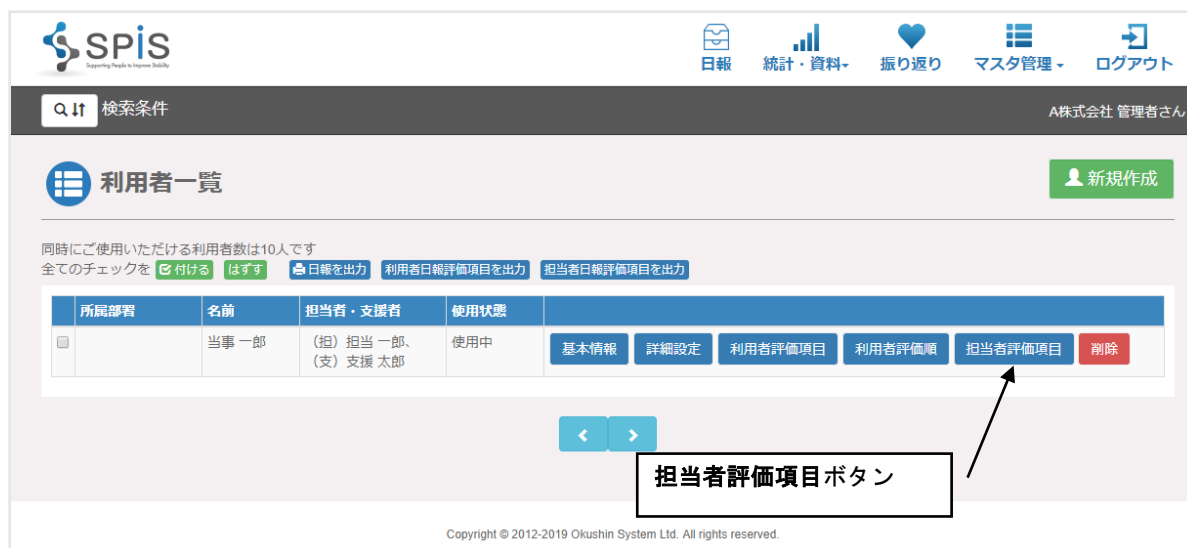 SPiS
Supporting People to Improve Stability
日報 統計・資料 振り返り マスタ管理 ログアウト
検索条件 A株式会社 管理者さん
利用者一覧 新規作成
同時にご使用いただける利用者数は10人です
全てのチェックを 付ける はずす 日報を出力 利用者日報評価項目を出力 担当者日報評価項目を出力
所属部署 名前 担当者・支援者 使用状態
当事 一郎 （担）担当 一郎、 使用中 基本情報 詳細設定 利用者評価項目 利用者評価順 担当者評価項目 削除
（支）支援 太郎
担当者評価項目ボタン
Copyright © 2012-2019 Okushin System Ltd. All rights reserved.